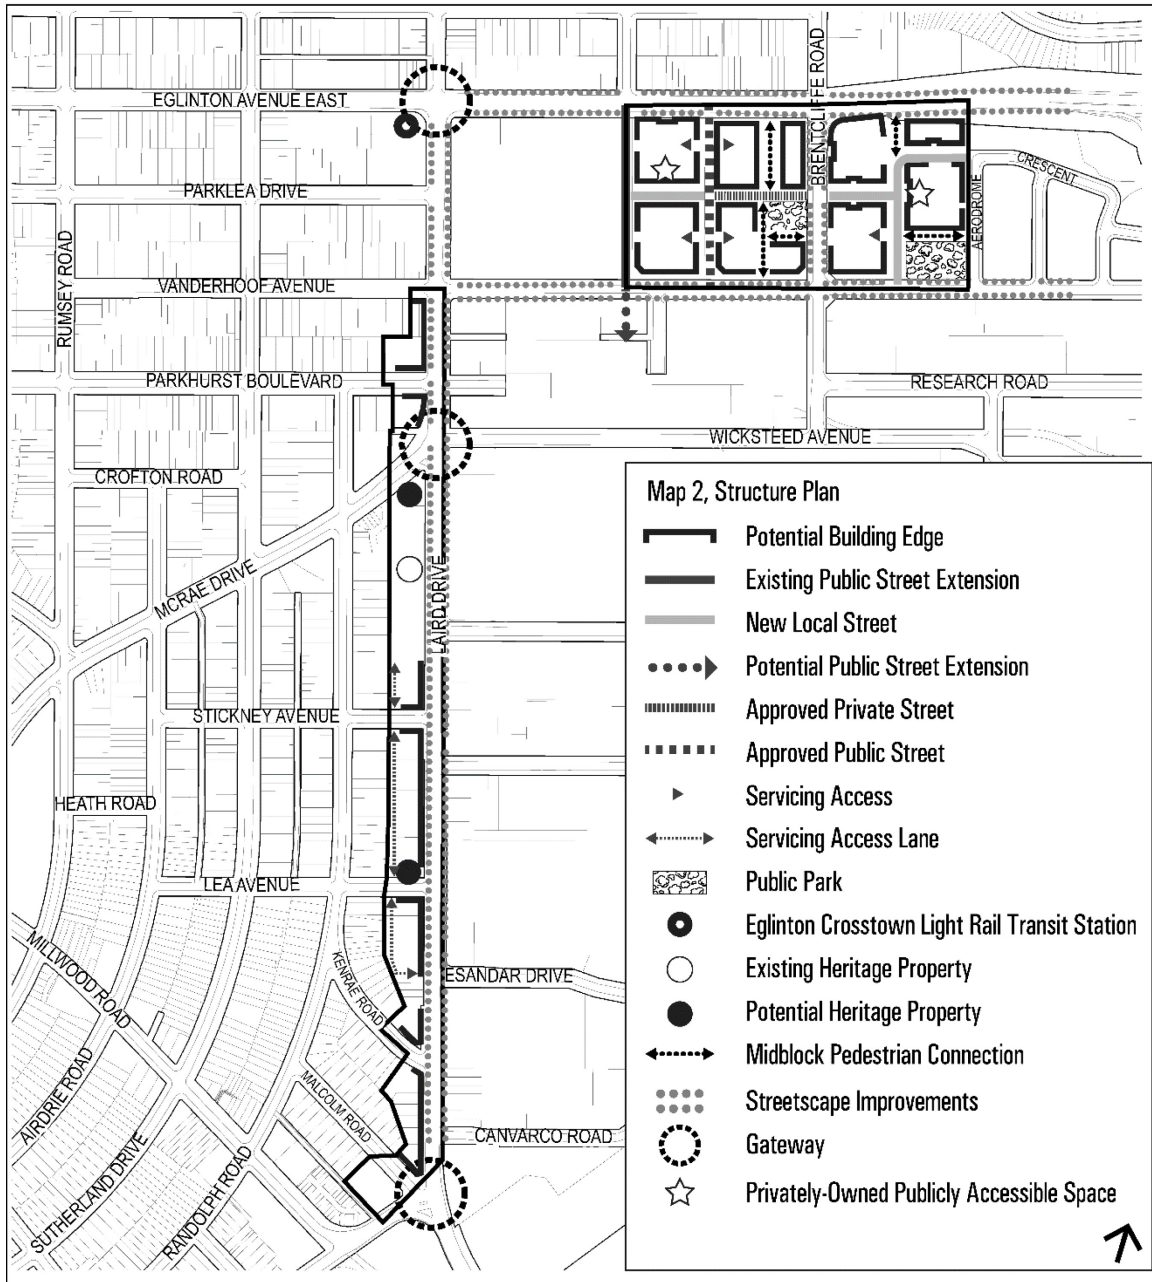 BRENTCLIFFE ROAD
EGLINTON AVENUE EAST
CRESCENT
PARKLEA DRIVE
AERODROME
RUMSEY ROAD
VANDERHOOF AVENUE
PARKHURST BOULEVARD
RESEARCH ROAD
WICKSTEED AVENUE
CROFTON ROAD
MCRAE DRIVE
LAIRD DRIVE
STICKNEY AVENUE
HEATH ROAD
LEA AVENUE
MILLWOOD ROAD
KENRAE ROAD
ESANDAR DRIVE
AIRDRIE ROAD
MALCOLM ROAD
CANVARCO ROAD
SUTHERLAND DRIVE
RANDOLPH ROAD
Map 2, Structure Plan
Potential Building Edge
Existing Public Street Extension
New Local Street
Potential Public Street Extension
Approved Private Street
Approved Public Street
Servicing Access
Servicing Access Lane
Public Park
Eglinton Crosstown Light Rail Transit Station
Existing Heritage Property
Potential Heritage Property
Midblock Pedestrian Connection
Streetscape Improvements
Gateway
Privately-Owned Publicly Accessible Space